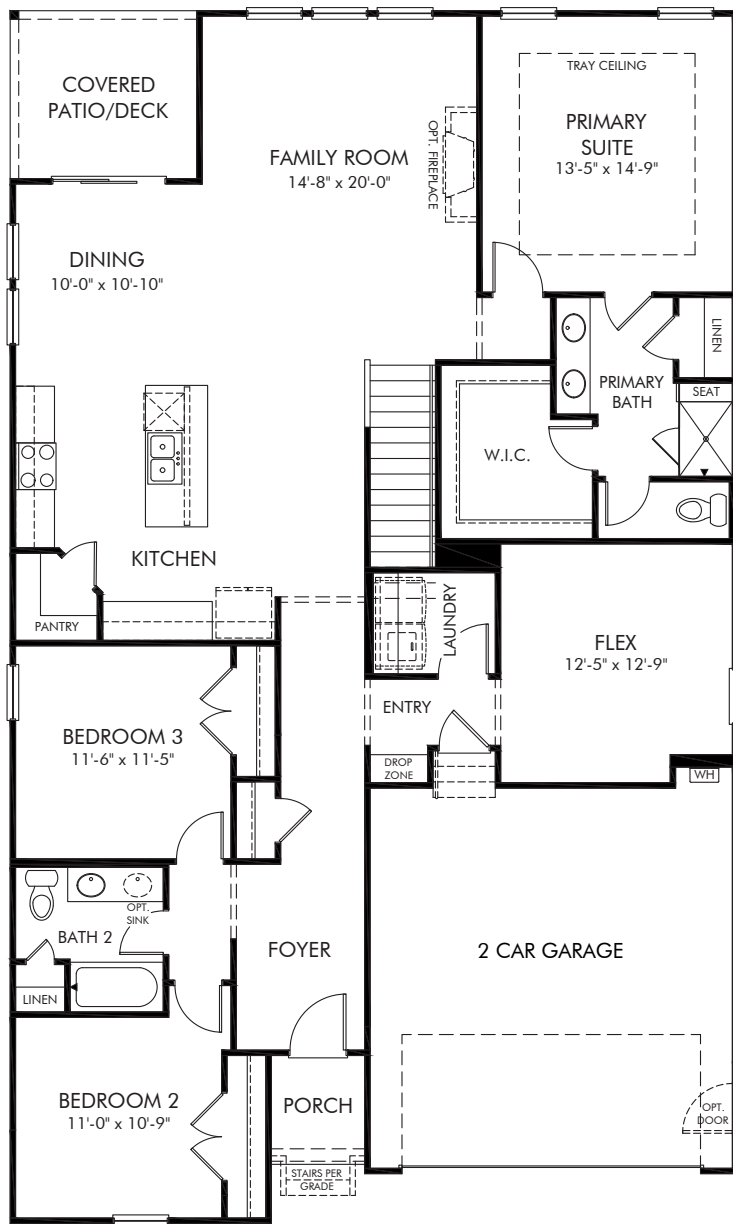 COVERED
PATIO/DECK
FAMILY ROOM
14'-8" x 20'-0"
OPT. FIREPLACE
TRAY CEILING
PRIMARY
SUITE
13'-5" x 14'-9"
DINING
10'-0" x 10'-10"
LINEN
PRIMARY
BATH
SEAT
W.I.C.
KITCHEN
PANTRY
LAUNDRY
FLEX
12'-5" x 12'-9"
ENTRY
DROP
ZONE
WH
BEDROOM 3
11'-6" x 11'-5"
OPT.
SINK
BATH 2
LINEN
FOYER
2 CAR GARAGE
BEDROOM 2
11'-0" x 10'-9"
PORCH
STAIRS PER
GRADE
OPT.
DOOR